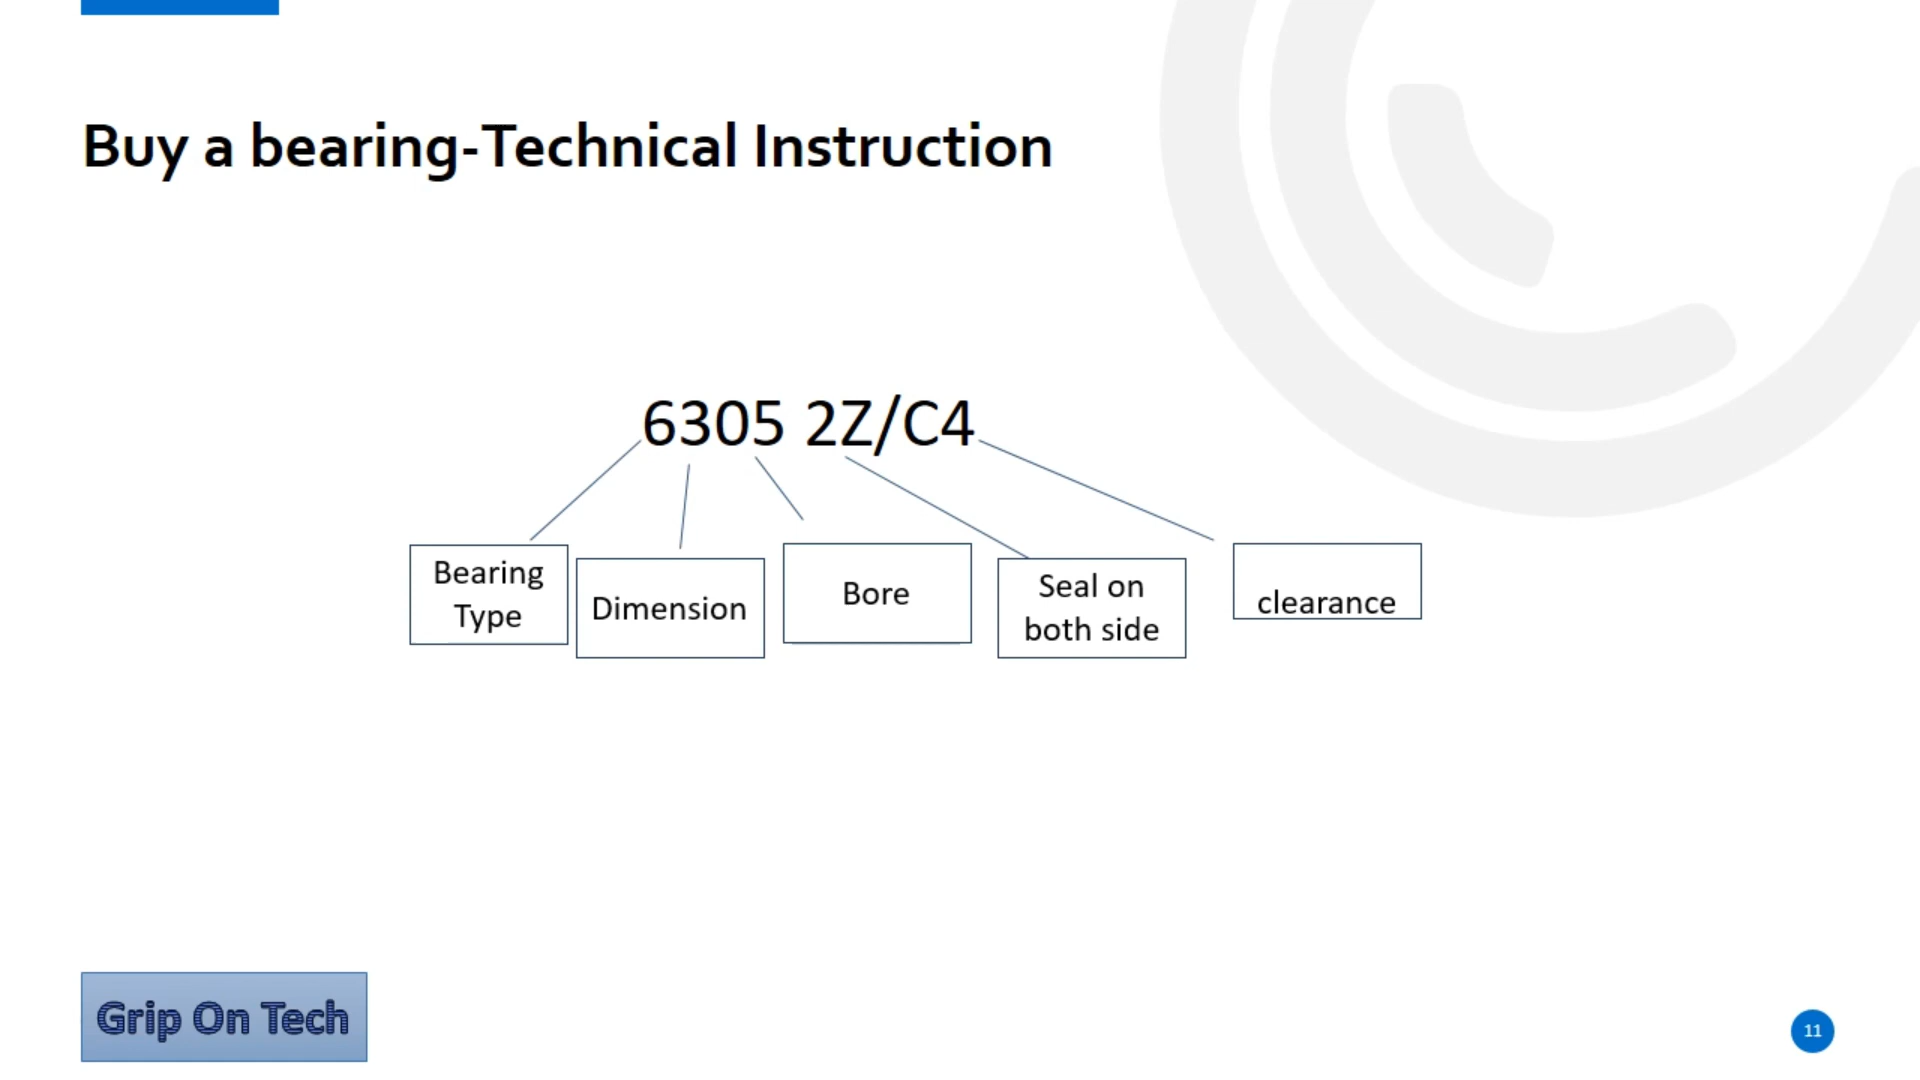 Buy a bearing-Technical Instruction
6305 2Z/C4
Bearing
Type
Dimension
Bore
Seal on
both side
clearance
Grip On Tech
11